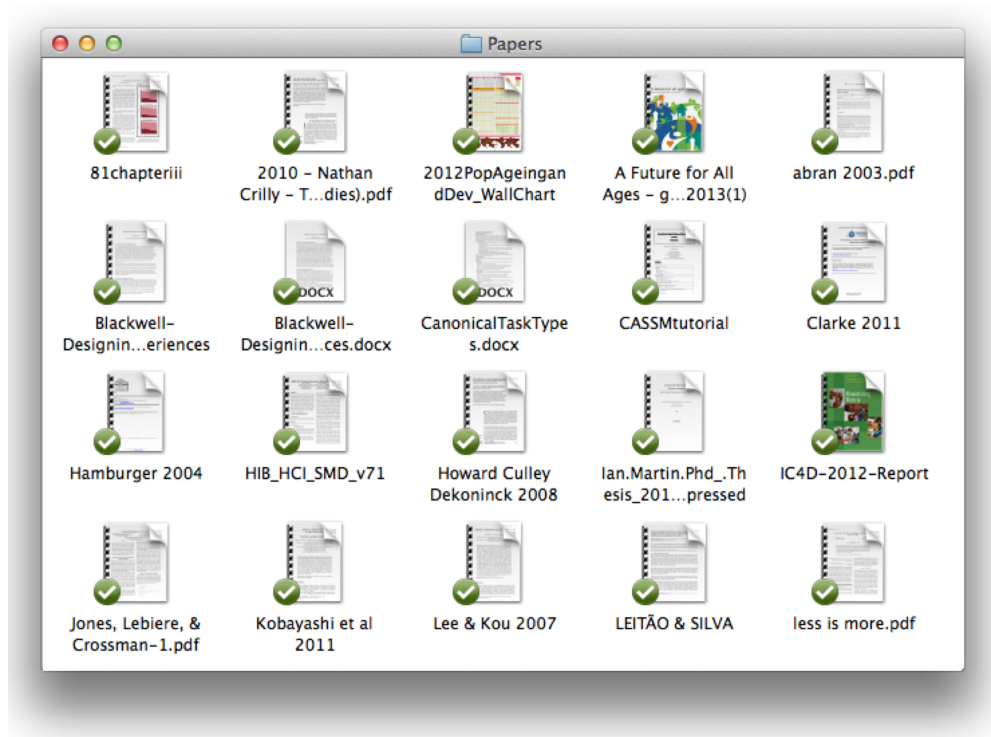 Papers
81chapteriii
2010 – Nathan
Crilly – T...dies).pdf
2012PopAgeingan
dDev_WallChart
A Future for All
Ages – g...2013(1)
abran 2003.pdf
Blackwell–
Designin...eriences
DOCX
Blackwell–
Designin...ces.docx
DOCX
CanonicalTaskType
s.docx
CASSMtutorial
Clarke 2011
Hamburger 2004
HIB_HCI_SMD_v71
Howard Culley
Dekoninck 2008
Ian.Martin.Phd_.Th
esis_201...pressed
IC4D–2012–Report
Jones, Lebiere, &
Crossman–1.pdf
Kobayashi et al
2011
Lee & Kou 2007
LEITÃO & SILVA
less is more.pdf